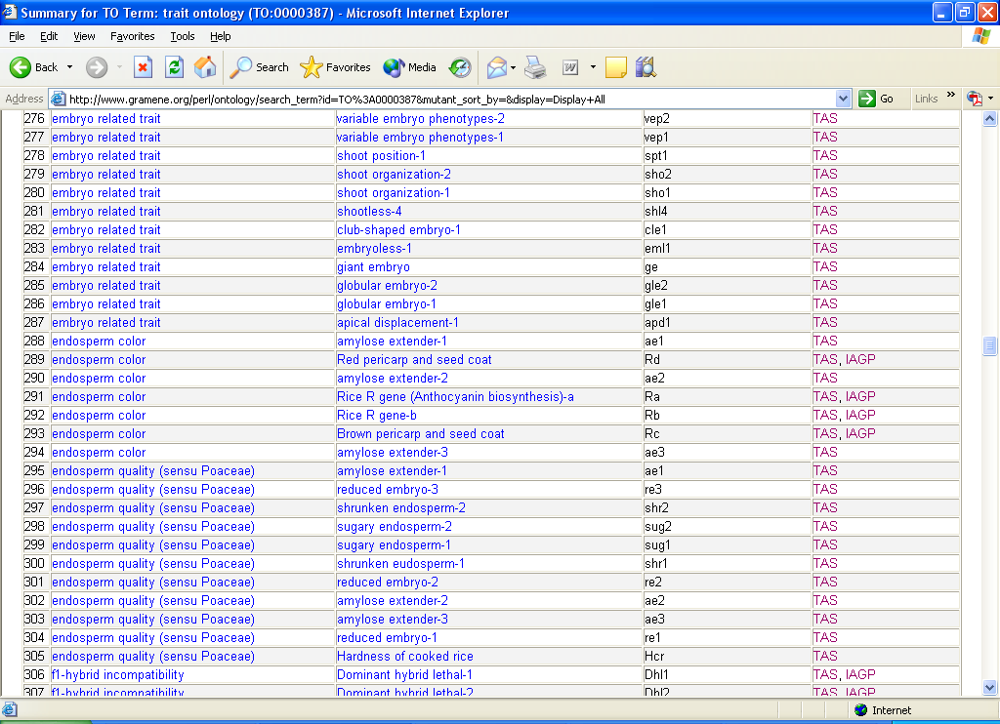 Summary for TO Term: trait ontology (TO:0000387) - Microsoft Internet Explorer
File Edit View Favorites Tools Help
Back Search Favorites Media
Address http://www.gramene.org/perl/ontology/search_term?id=TO%3A0000387&mutant_sort_by=&display=Display+All Go Links »
276 embryo related trait variable embryo phenotypes-2 vep2 TAS
277 embryo related trait variable embryo phenotypes-1 vep1 TAS
278 embryo related trait shoot position-1 spt1 TAS
279 embryo related trait shoot organization-2 sho2 TAS
280 embryo related trait shoot organization-1 sho1 TAS
281 embryo related trait shootless-4 shl4 TAS
282 embryo related trait club-shaped embryo-1 cle1 TAS
283 embryo related trait embryoless-1 eml1 TAS
284 embryo related trait giant embryo ge TAS
285 embryo related trait globular embryo-2 gle2 TAS
286 embryo related trait globular embryo-1 gle1 TAS
287 embryo related trait apical displacement-1 apd1 TAS
288 endosperm color amylose extender-1 ae1 TAS
289 endosperm color Red pericarp and seed coat Rd TAS, IAGP
290 endosperm color amylose extender-2 ae2 TAS
291 endosperm color Rice R gene (Anthocyanin biosynthesis)-a Ra TAS, IAGP
292 endosperm color Rice R gene-b Rb TAS, IAGP
293 endosperm color Brown pericarp and seed coat Rc TAS, IAGP
294 endosperm color amylose extender-3 ae3 TAS
295 endosperm quality (sensu Poaceae) amylose extender-1 ae1 TAS
296 endosperm quality (sensu Poaceae) reduced embryo-3 re3 TAS
297 endosperm quality (sensu Poaceae) shrunken endosperm-2 shr2 TAS
298 endosperm quality (sensu Poaceae) sugary endosperm-2 sug2 TAS
299 endosperm quality (sensu Poaceae) sugary endosperm-1 sug1 TAS
300 endosperm quality (sensu Poaceae) shrunken eudosperm-1 shr1 TAS
301 endosperm quality (sensu Poaceae) reduced embryo-2 re2 TAS
302 endosperm quality (sensu Poaceae) amylose extender-2 ae2 TAS
303 endosperm quality (sensu Poaceae) amylose extender-3 ae3 TAS
304 endosperm quality (sensu Poaceae) reduced embryo-1 re1 TAS
305 endosperm quality (sensu Poaceae) Hardness of cooked rice Hcr TAS
306 f1-hybrid incompatibility Dominant hybrid lethal-1 Dhl1 TAS, IAGP
307 f1-hybrid incompatibility Dominant hybrid lethal-2 Dhl2 TAS, IAGP
Internet